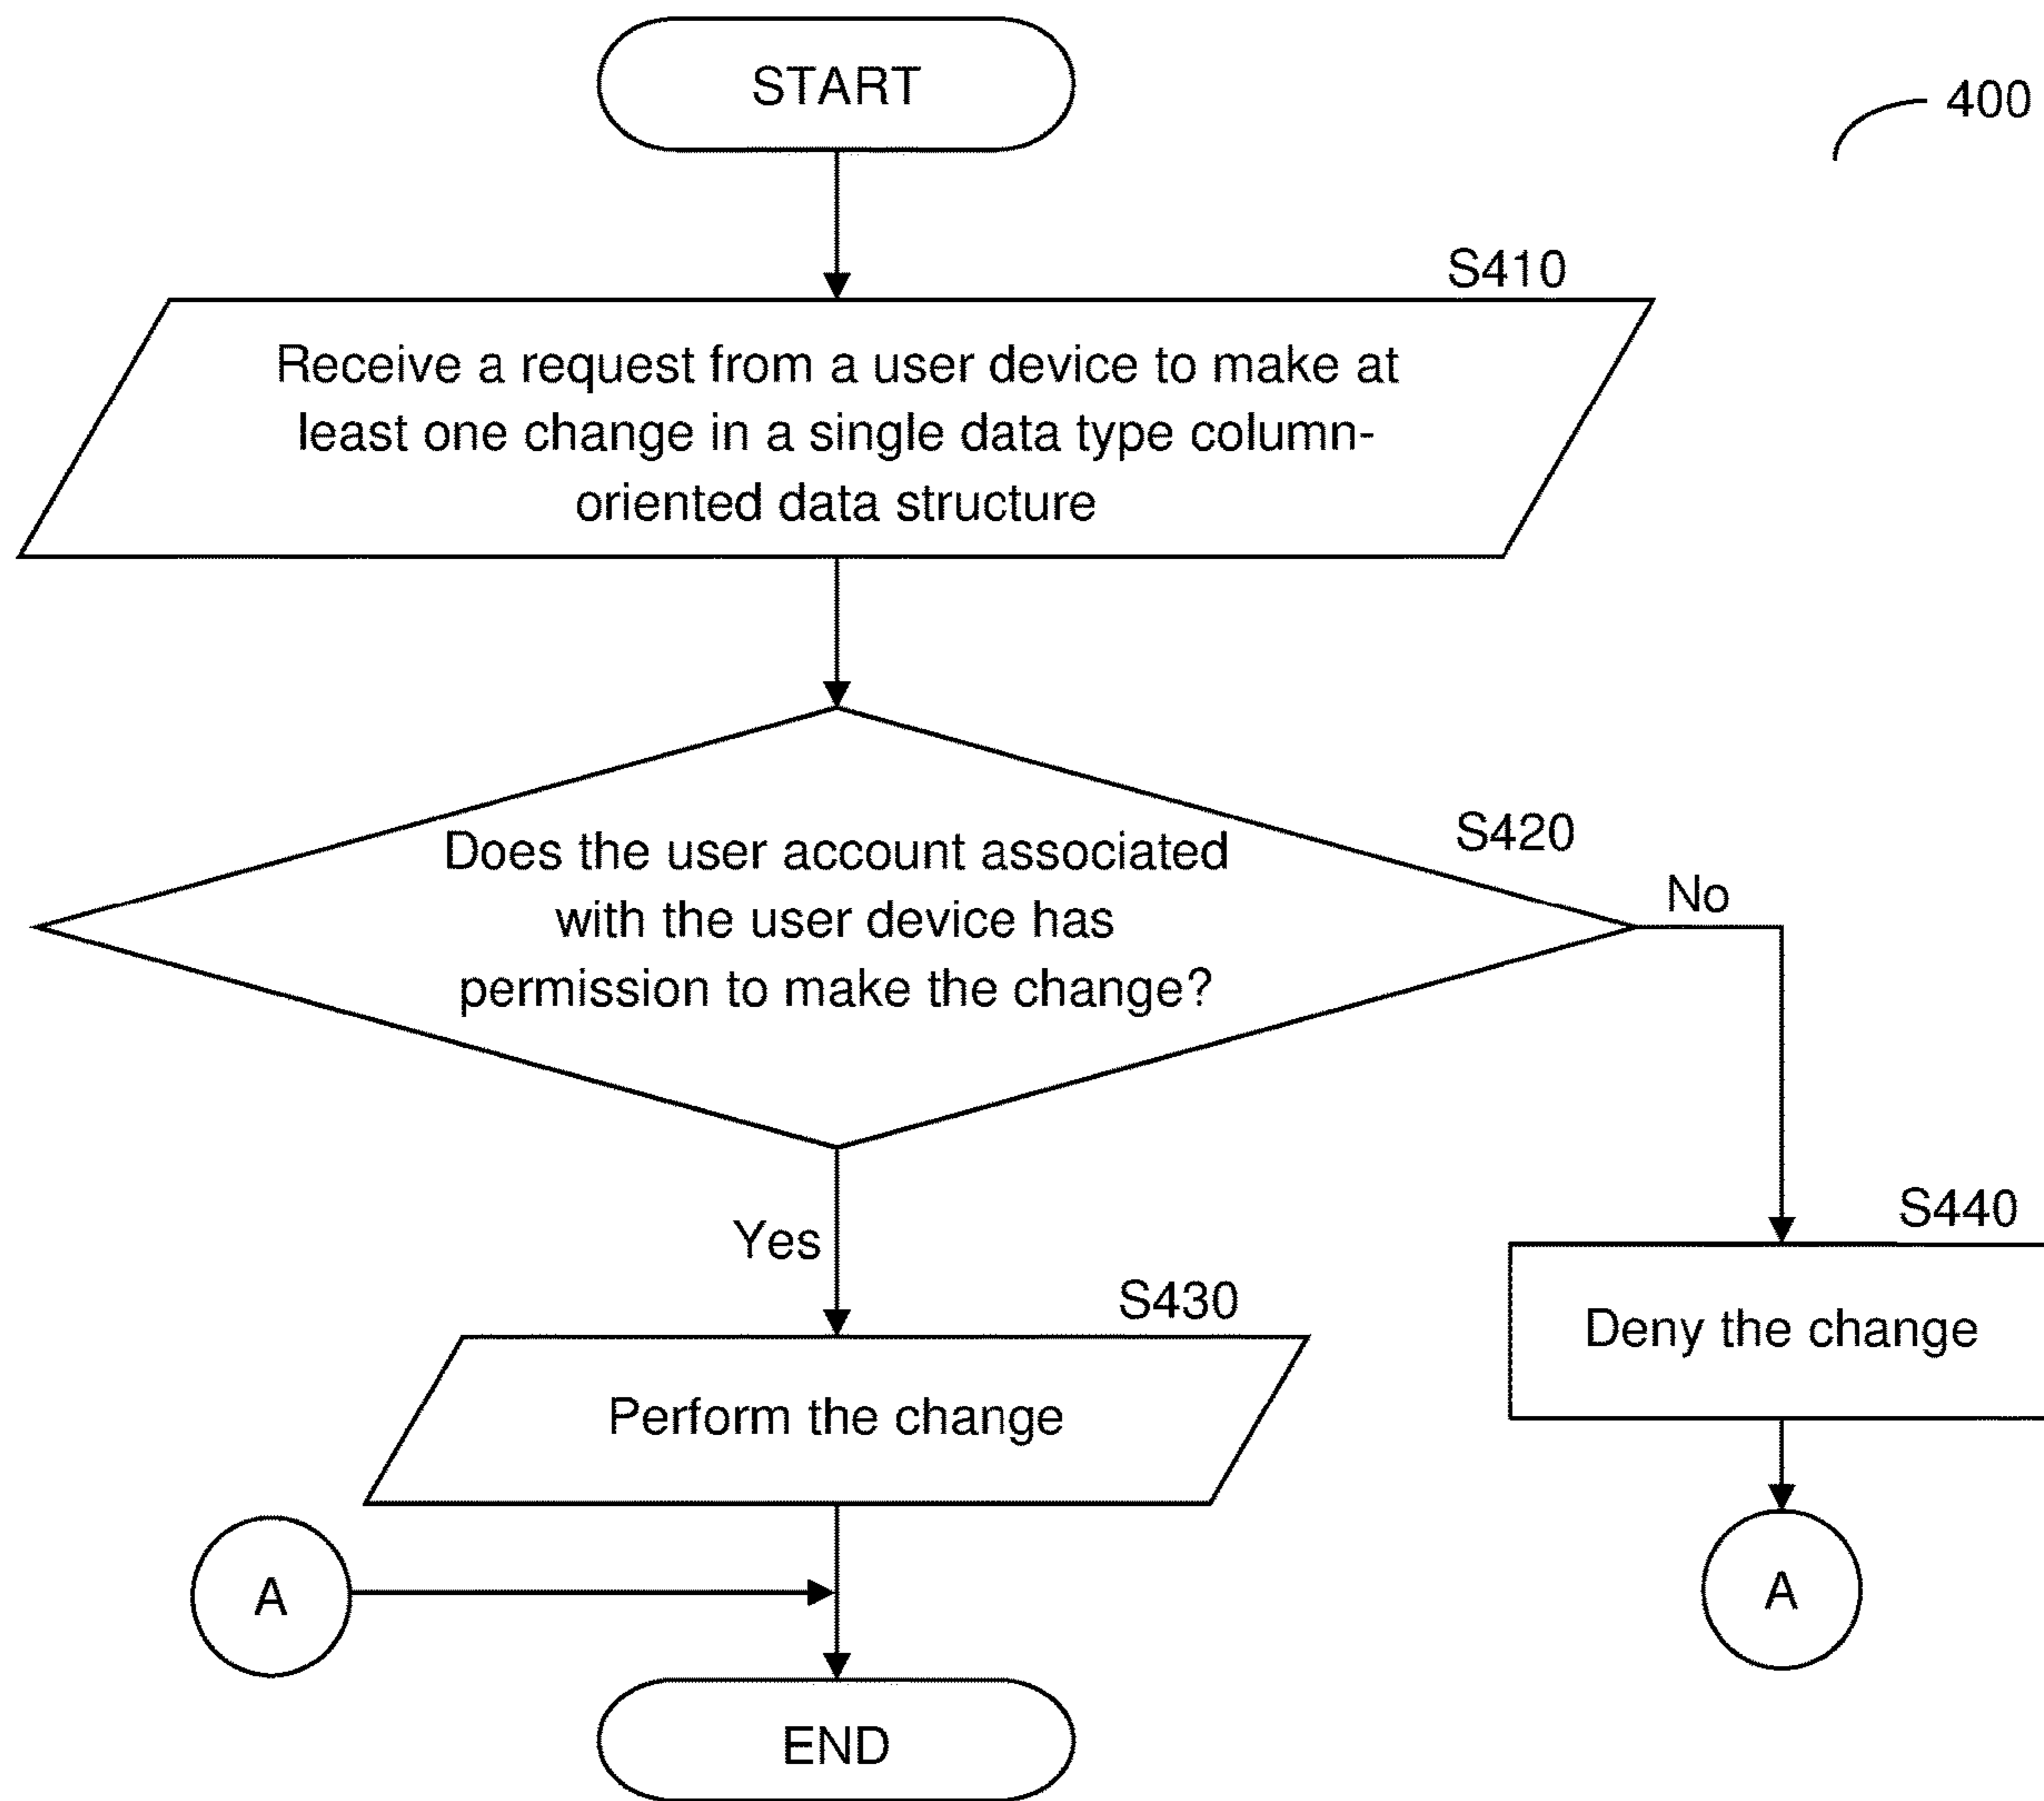 START
400
S410
Receive a request from a user device to make at
least one change in a single data type column-
oriented data structure
S420
Does the user account associated
with the user device has
permission to make the change?
No
Yes
S440
S430
Deny the change
Perform the change
A
A
END